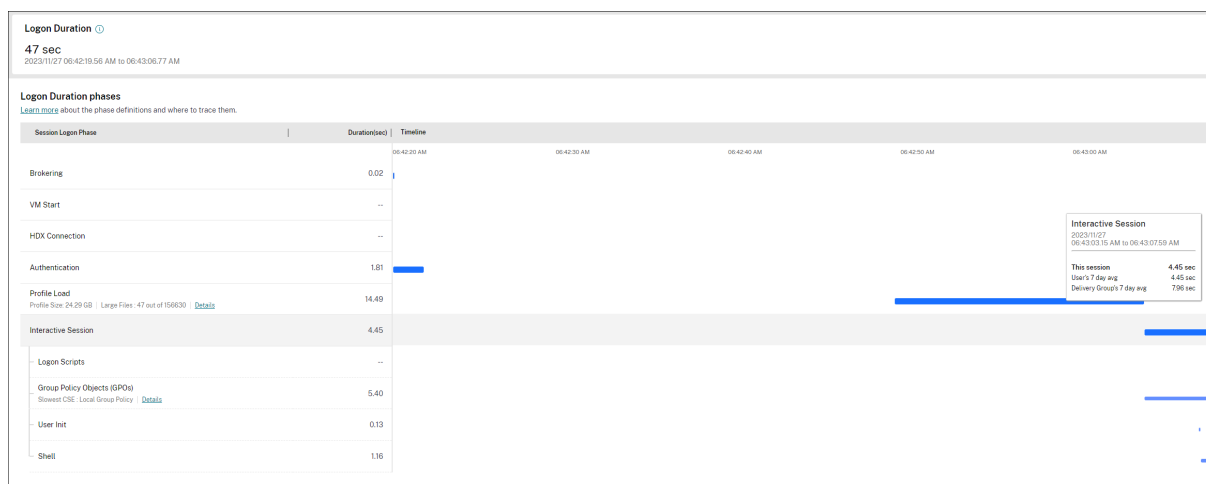 Logon Duration
47 sec
2023/11/27 06:42:19.56 AM to 06:43:06.77 AM
Logon Duration phases
Learn more about the phase definitions and where to trace them.
Session Logon Phase | Duration(sec) | Timeline
06:42:20 AM 06:42:30 AM 06:42:40 AM 06:42:50 AM 06:43:00 AM
Brokering 0.02
VM Start --
HDX Connection --
Authentication 1.81
Profile Load 14.49
Profile Size: 24.29 GB | Large Files : 47 out of 156630 | Details
Interactive Session 4.45
Logon Scripts --
Group Policy Objects (GPOs) 5.40
Slowest CSE : Local Group Policy | Details
User Init 0.13
Shell 1.16
Interactive Session
2023/11/27
06:43:03.15 AM to 06:43:07.59 AM
This session 4.45 sec
User's 7 day avg 4.45 sec
Delivery Group's 7 day avg 7.96 sec